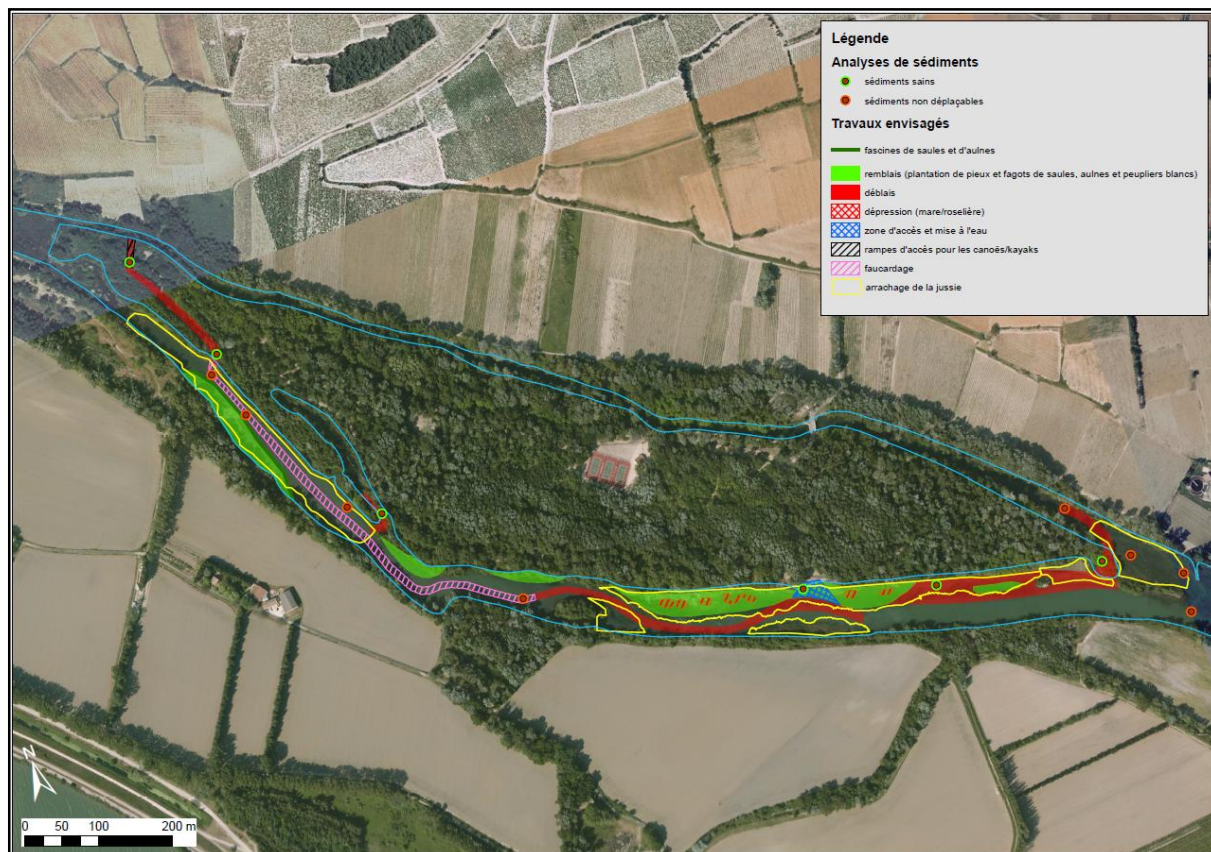 Légende
Analyses de sédiments
sédiments sains
sédiments non déplaçables
Travaux envisagés
fascines de saules et d'aulnes
remblais (plantation de pieux et fagots de saules, aulnes et peupliers blancs)
déblais
dépression (mare/roselière)
zone d'accès et mise à l'eau
rampes d'accès pour les canoës/kayaks
faucardage
arrachage de la jussie
N
0 50 100 200 m